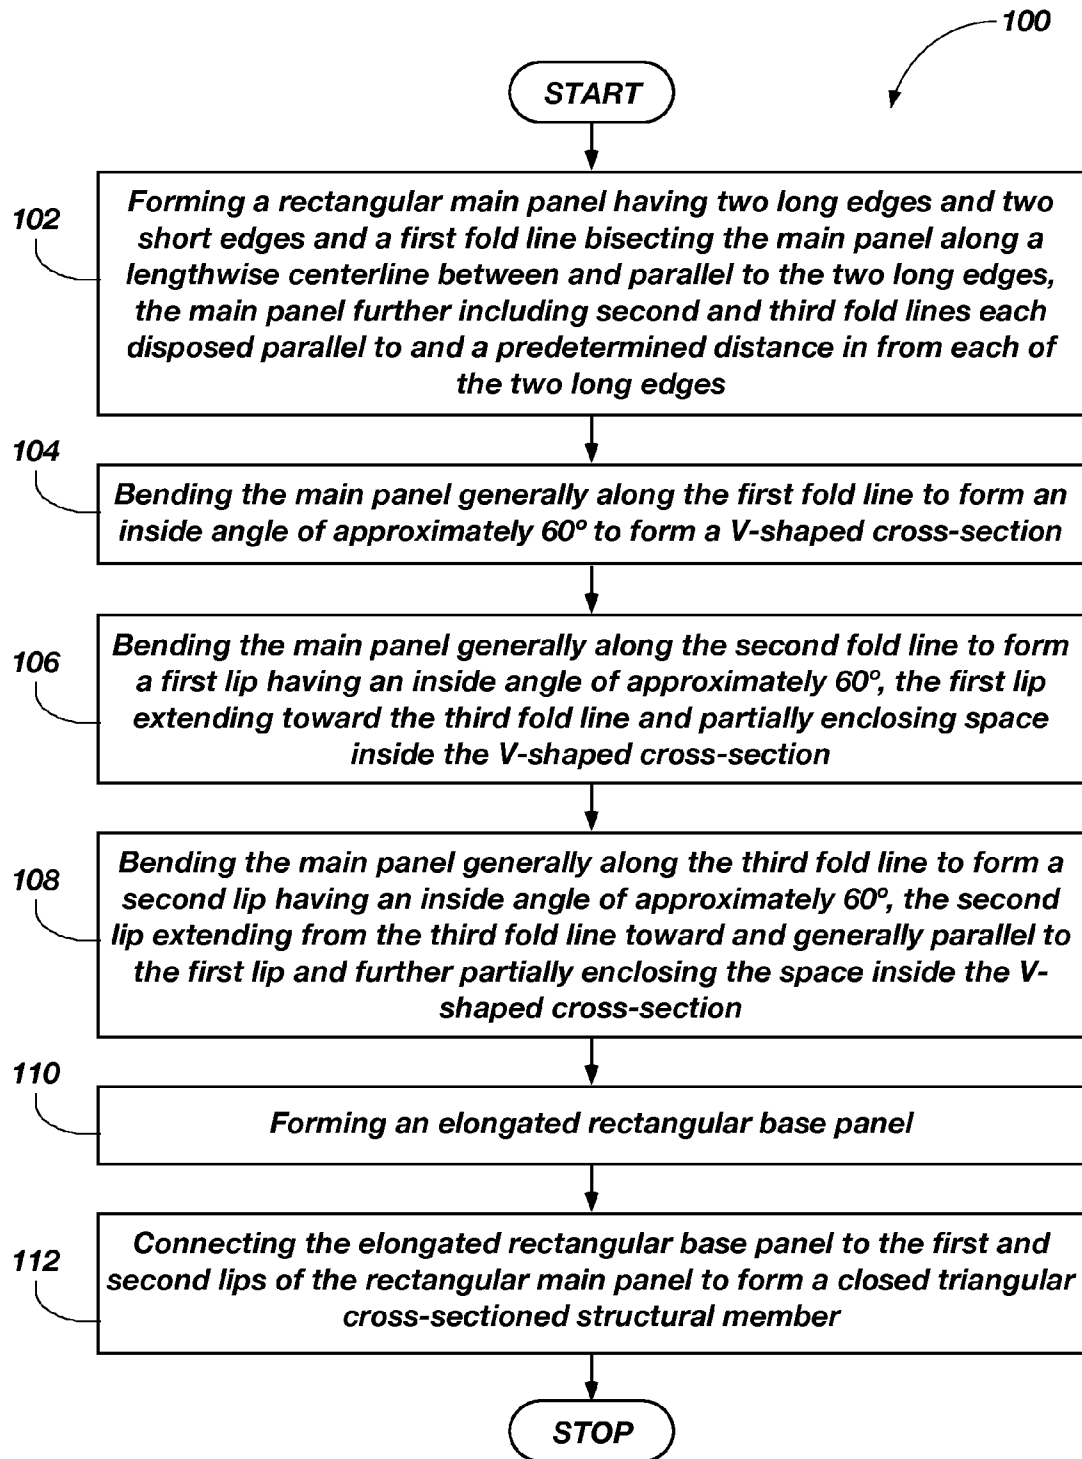 100
START
102
Forming a rectangular main panel having two long edges and two
short edges and a first fold line bisecting the main panel along a
lengthwise centerline between and parallel to the two long edges,
the main panel further including second and third fold lines each
disposed parallel to and a predetermined distance in from each of
the two long edges
104
Bending the main panel generally along the first fold line to form an
inside angle of approximately 60º to form a V-shaped cross-section
106
Bending the main panel generally along the second fold line to form
a first lip having an inside angle of approximately 60º, the first lip
extending toward the third fold line and partially enclosing space
inside the V-shaped cross-section
108
Bending the main panel generally along the third fold line to form a
second lip having an inside angle of approximately 60º, the second
lip extending from the third fold line toward and generally parallel to
the first lip and further partially enclosing the space inside the V-
shaped cross-section
110
Forming an elongated rectangular base panel
112
Connecting the elongated rectangular base panel to the first and
second lips of the rectangular main panel to form a closed triangular
cross-sectioned structural member
STOP